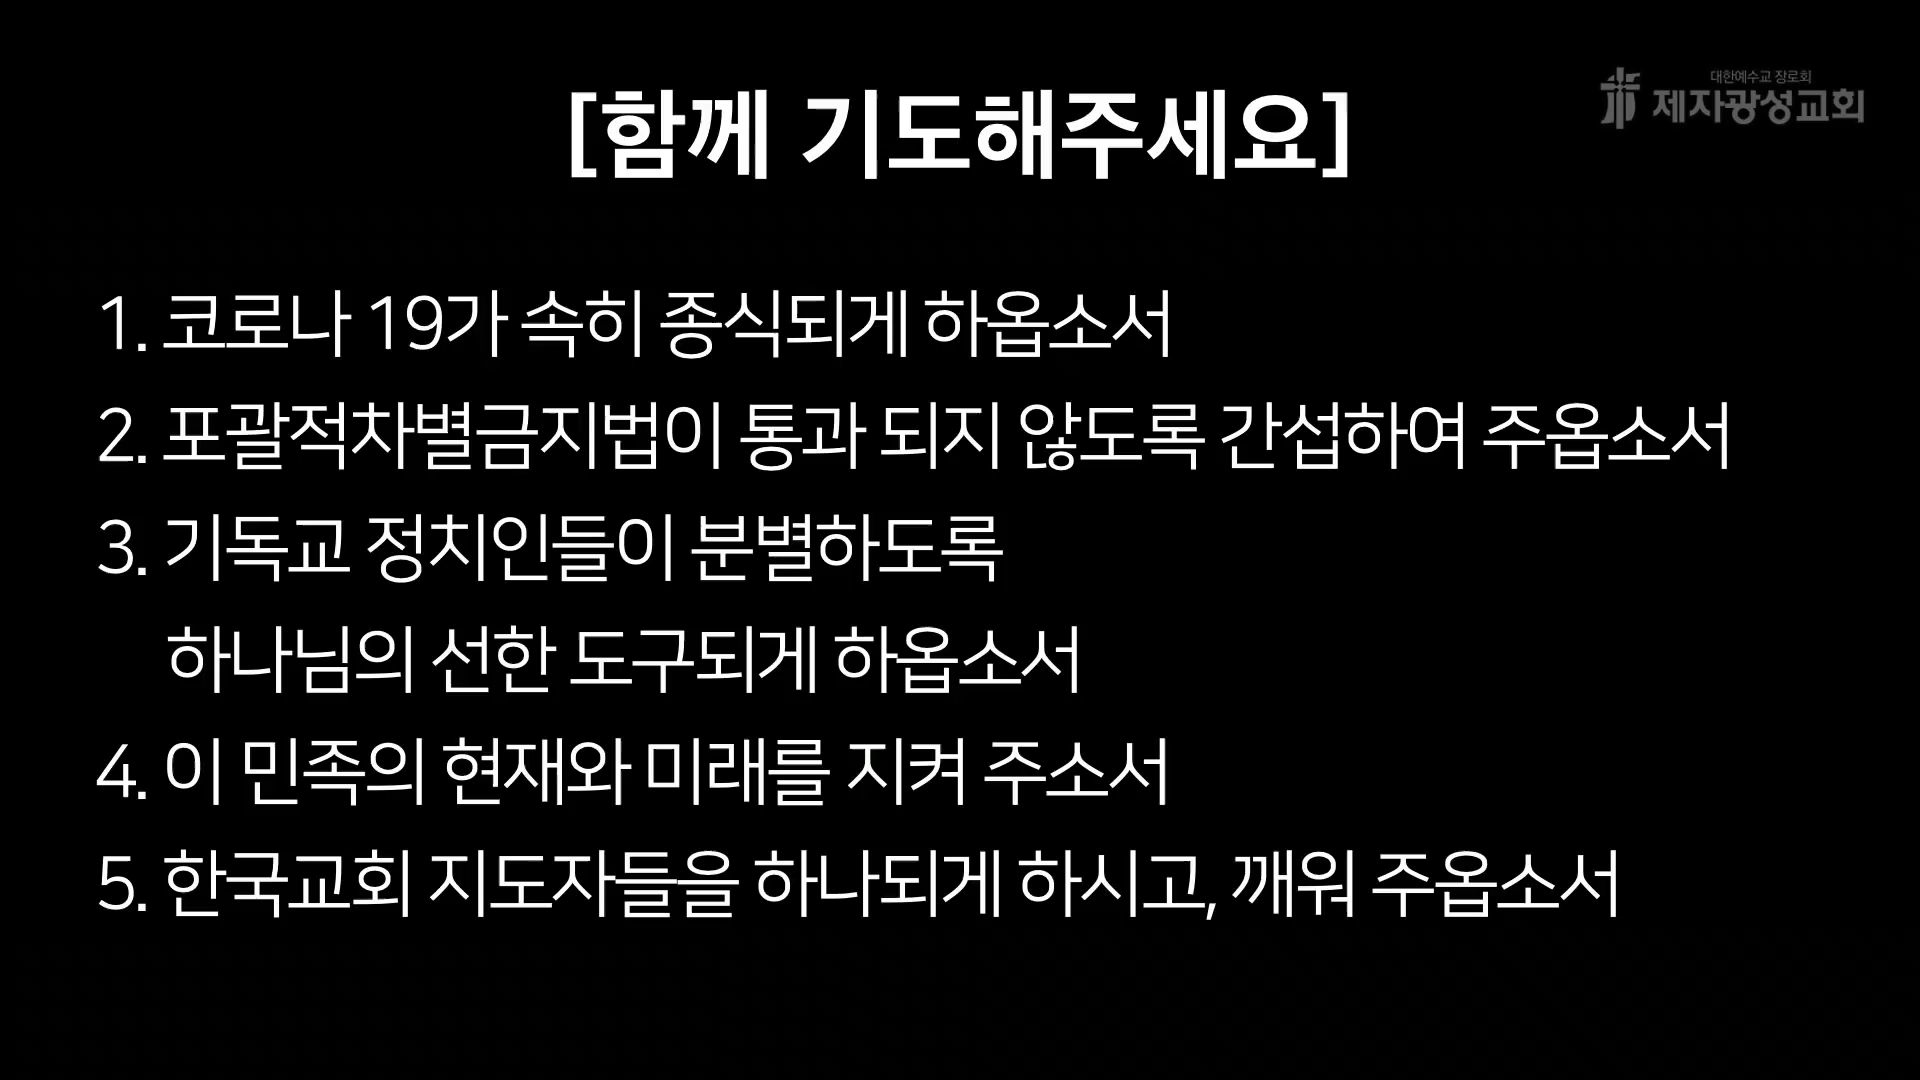 [함께 기도해주세요]
대한예수교 장로회
제자광성교회
1. 코로나 19가 속히 종식되게 하옵소서
2. 포괄적차별금지법이 통과 되지 않도록 간섭하여 주옵소서
3. 기독교 정치인들이 분별하도록
하나님의 선한 도구되게 하옵소서
4. 이 민족의 현재와 미래를 지켜 주소서
5. 한국교회 지도자들을 하나되게 하시고, 깨워 주옵소서